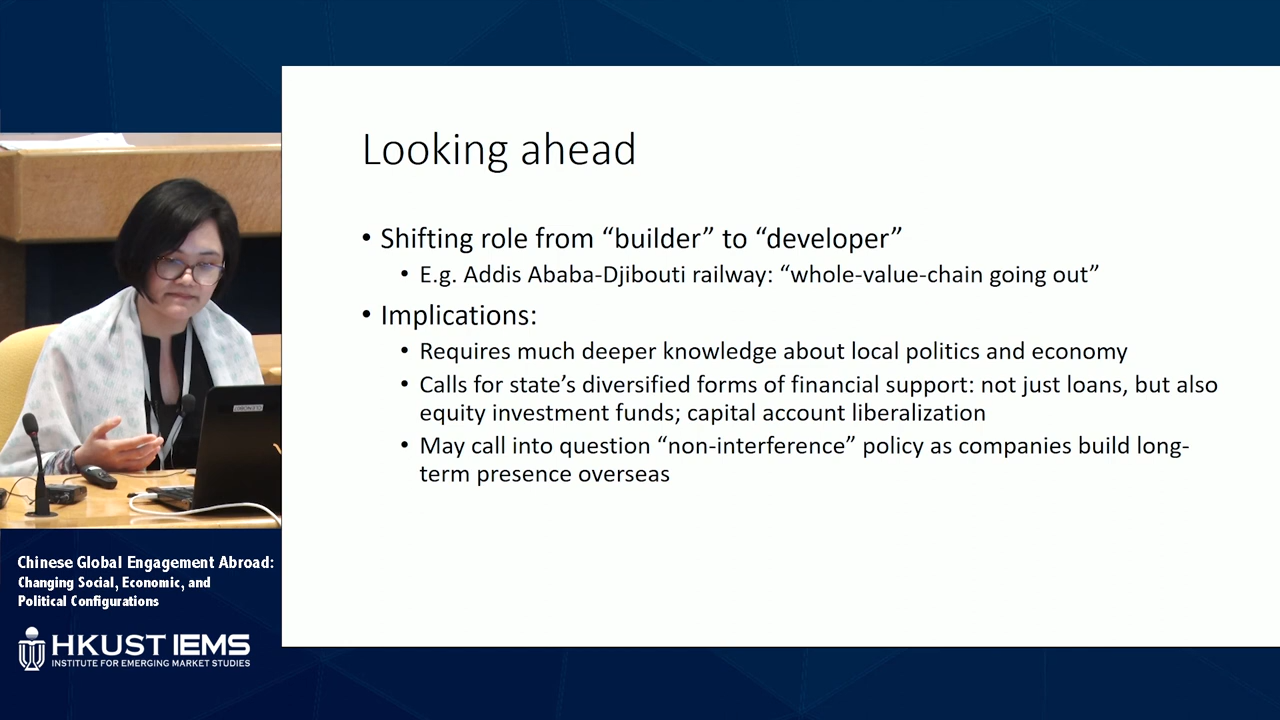 Looking ahead
• Shifting role from “builder” to “developer”
• E.g. Addis Ababa-Djibouti railway: “whole-value-chain going out”
• Implications:
• Requires much deeper knowledge about local politics and economy
• Calls for state’s diversified forms of financial support: not just loans, but also
equity investment funds; capital account liberalization
• May call into question “non-interference” policy as companies build long-
term presence overseas
Chinese Global Engagement Abroad:
Changing Social, Economic, and
Political Configurations
HKUST IEMS
INSTITUTE FOR EMERGING MARKET STUDIES